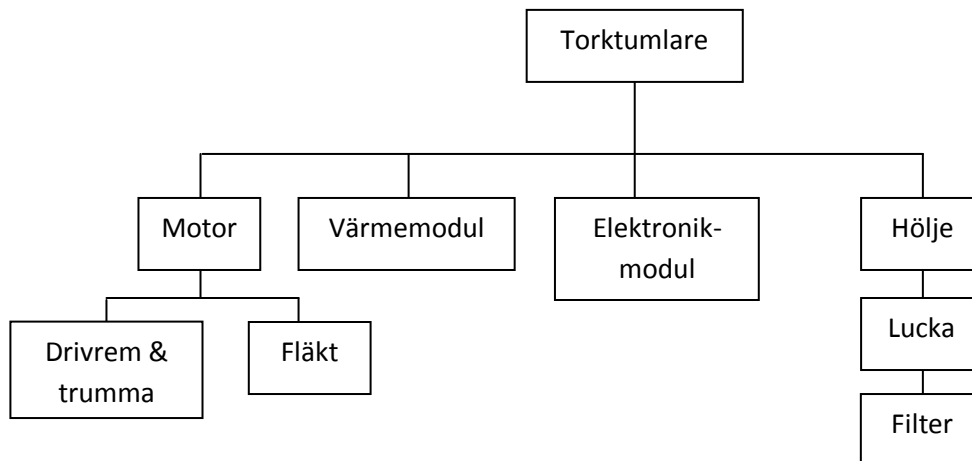 Torktumlare
Motor
Värmemodul
Elektronik-
modul
Hölje
Drivrem &
trumma
Fläkt
Lucka
Filter